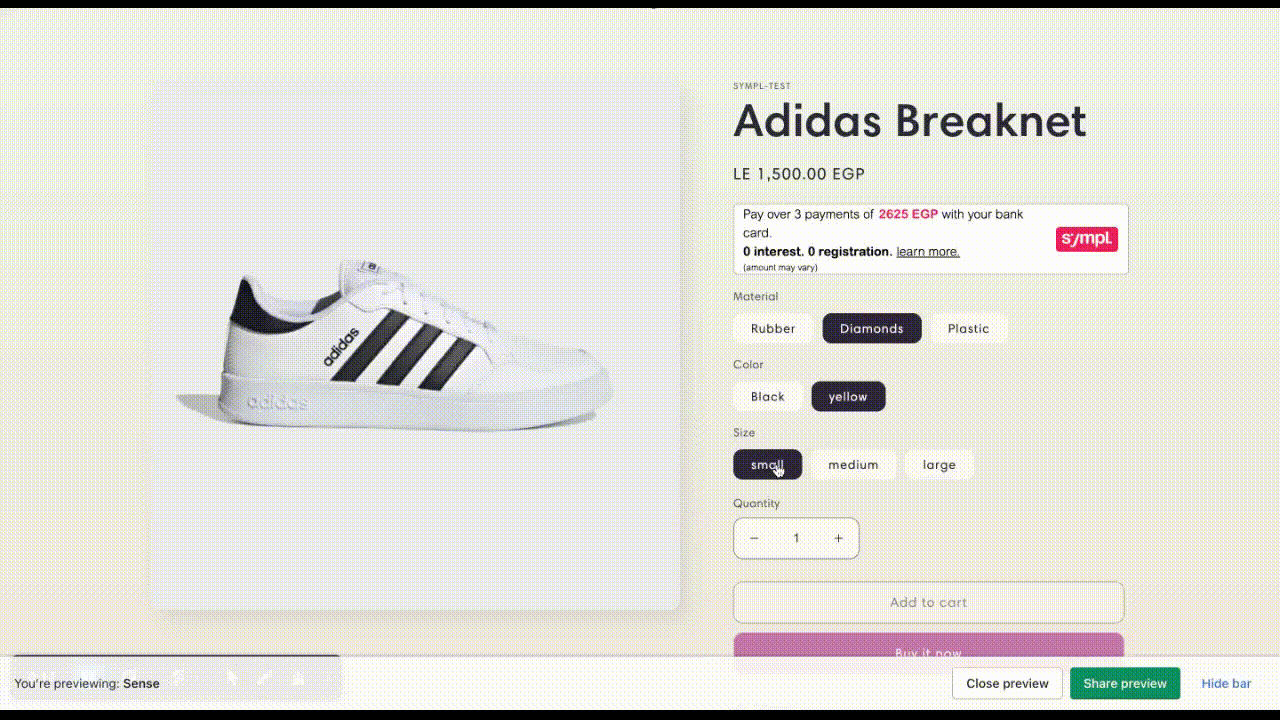 SYMPL-TEST
Adidas Breaknet
LE 1,500.00 EGP
Pay over 3 payments of 2625 EGP with your bank
card.
0 interest. 0 registration. learn more.
(amount may vary)
sympl.
Material
Rubber Diamonds Plastic
Color
Black yellow
Size
small medium large
Quantity
− 1 +
Add to cart
Buy it now
adidas
adidas
You're previewing: Sense
Close preview Share preview Hide bar